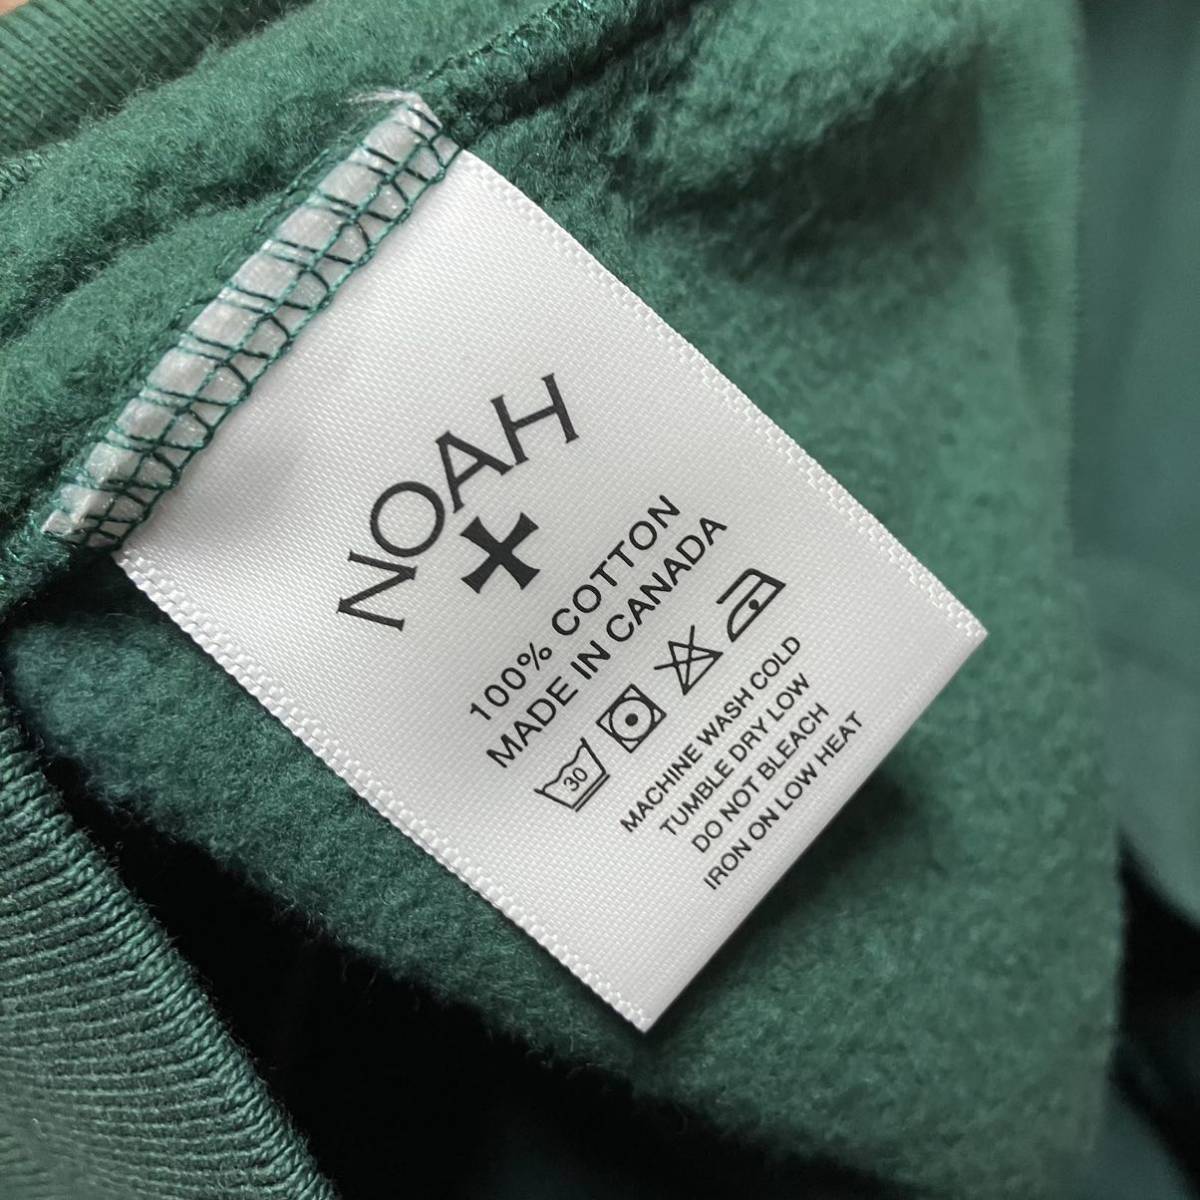 NOAH
100% COTTON
MADE IN CANADA
30
MACHINE WASH COLD
TUMBLE DRY LOW
DO NOT BLEACH
IRON ON LOW HEAT